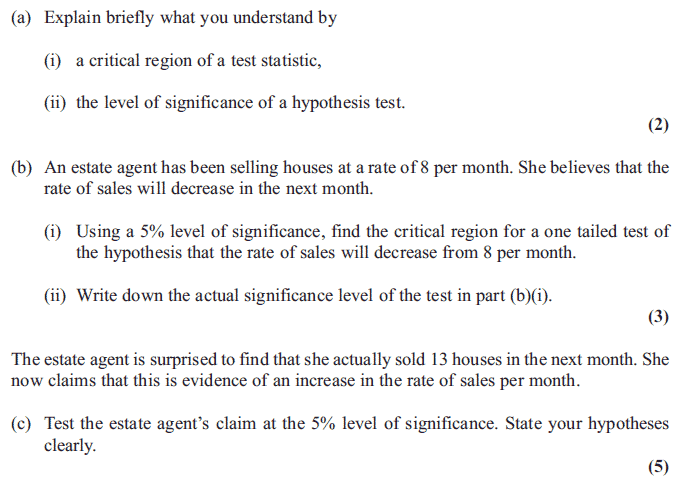 (a) Explain briefly what you understand by
(i) a critical region of a test statistic,
(ii) the level of significance of a hypothesis test.
(2)
(b) An estate agent has been selling houses at a rate of 8 per month. She believes that the
rate of sales will decrease in the next month.
(i) Using a 5% level of significance, find the critical region for a one tailed test of
the hypothesis that the rate of sales will decrease from 8 per month.
(ii) Write down the actual significance level of the test in part (b)(i).
(3)
The estate agent is surprised to find that she actually sold 13 houses in the next month. She
now claims that this is evidence of an increase in the rate of sales per month.
(c) Test the estate agent’s claim at the 5% level of significance. State your hypotheses
clearly.
(5)